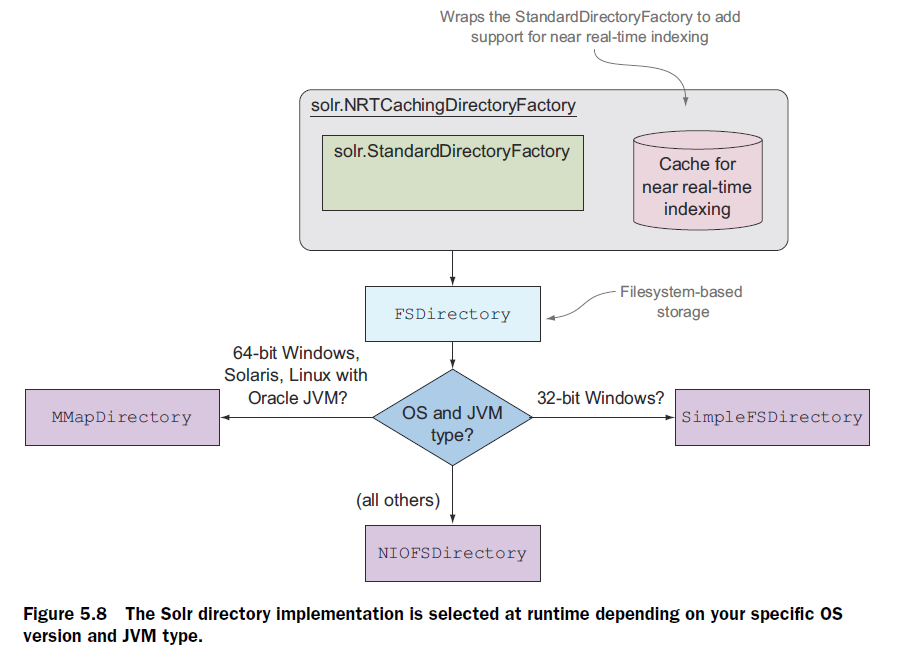 Wraps the StandardDirectoryFactory to add
support for near real-time indexing
solr.NRTCachingDirectoryFactory
solr.StandardDirectoryFactory
Cache for
near real-time
indexing
FSDirectory
Filesystem-based
storage
64-bit Windows,
Solaris, Linux with
Oracle JVM?
MMapDirectory
OS and JVM
type?
32-bit Windows?
SimpleFSDirectory
(all others)
NIOFSDirectory
Figure 5.8 The Solr directory implementation is selected at runtime depending on your specific OS
version and JVM type.